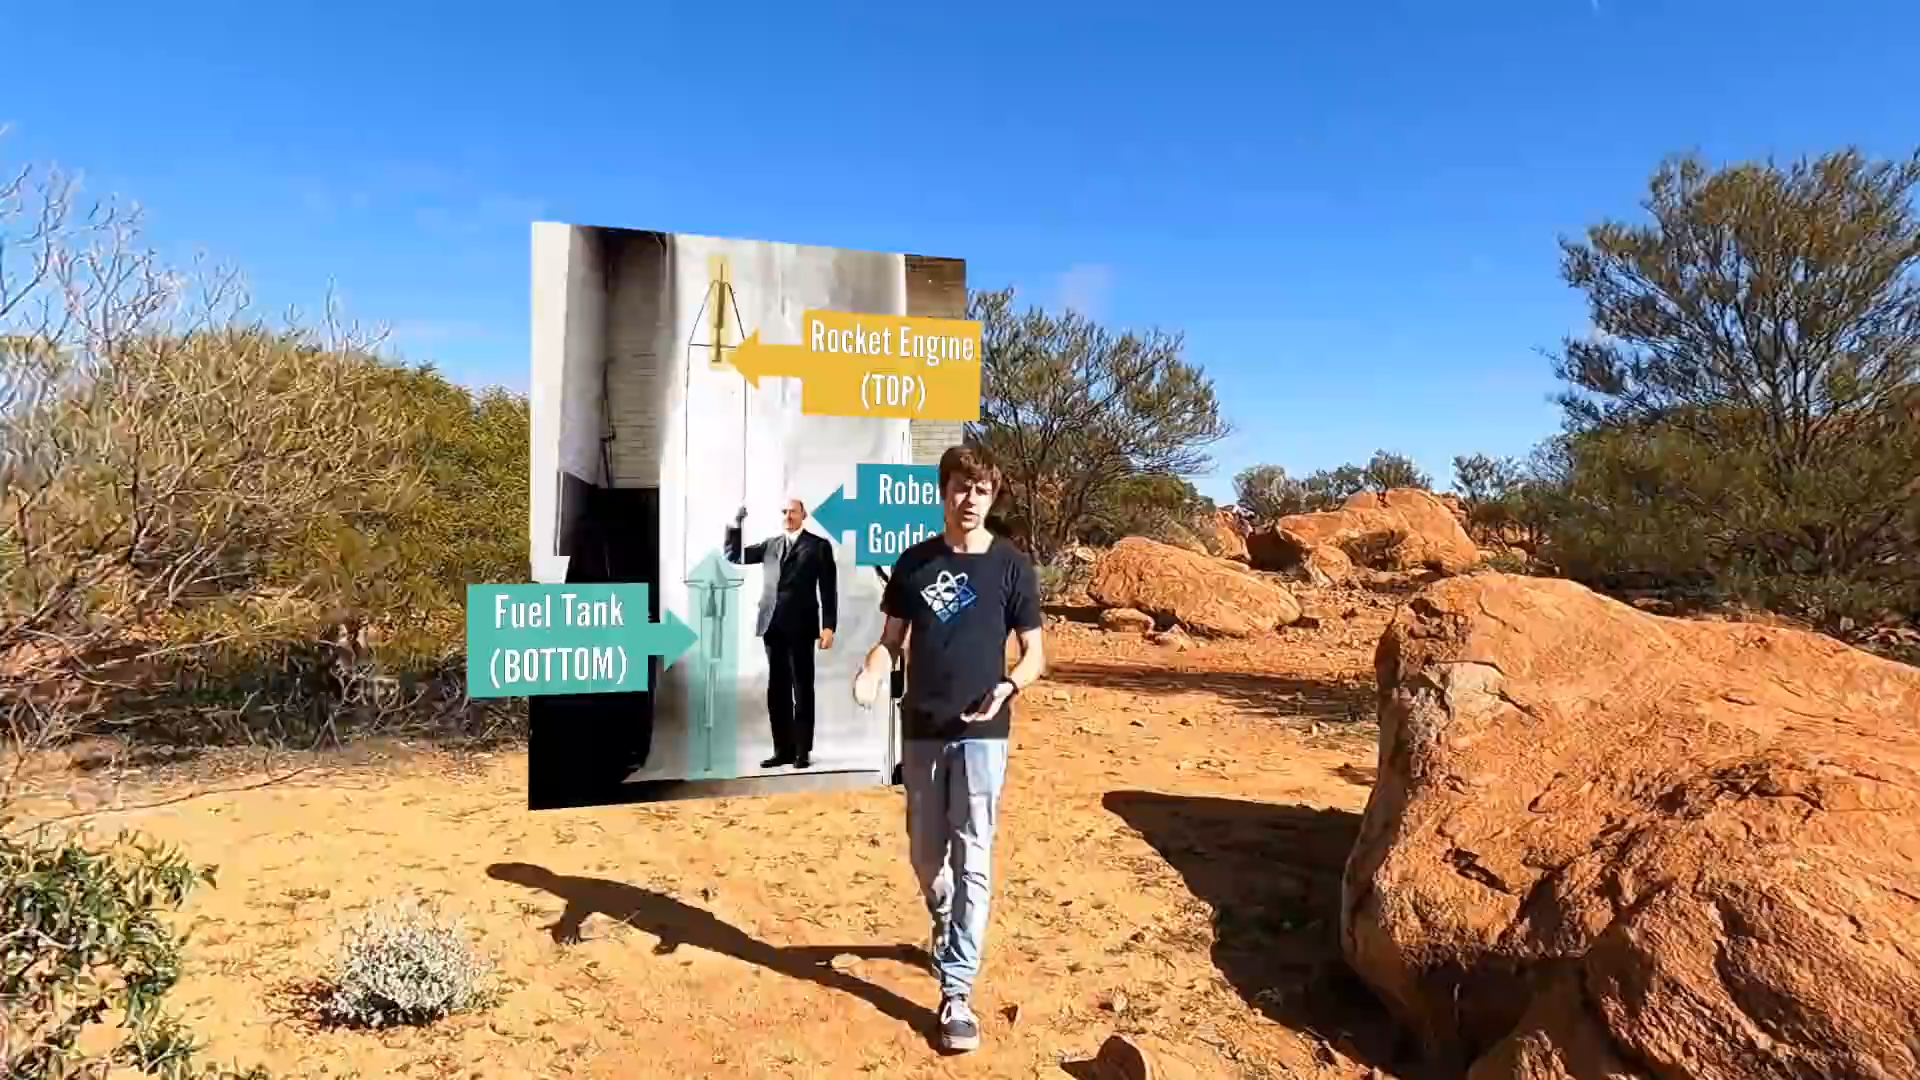 Rocket Engine
(TOP)
Fuel Tank
(BOTTOM)